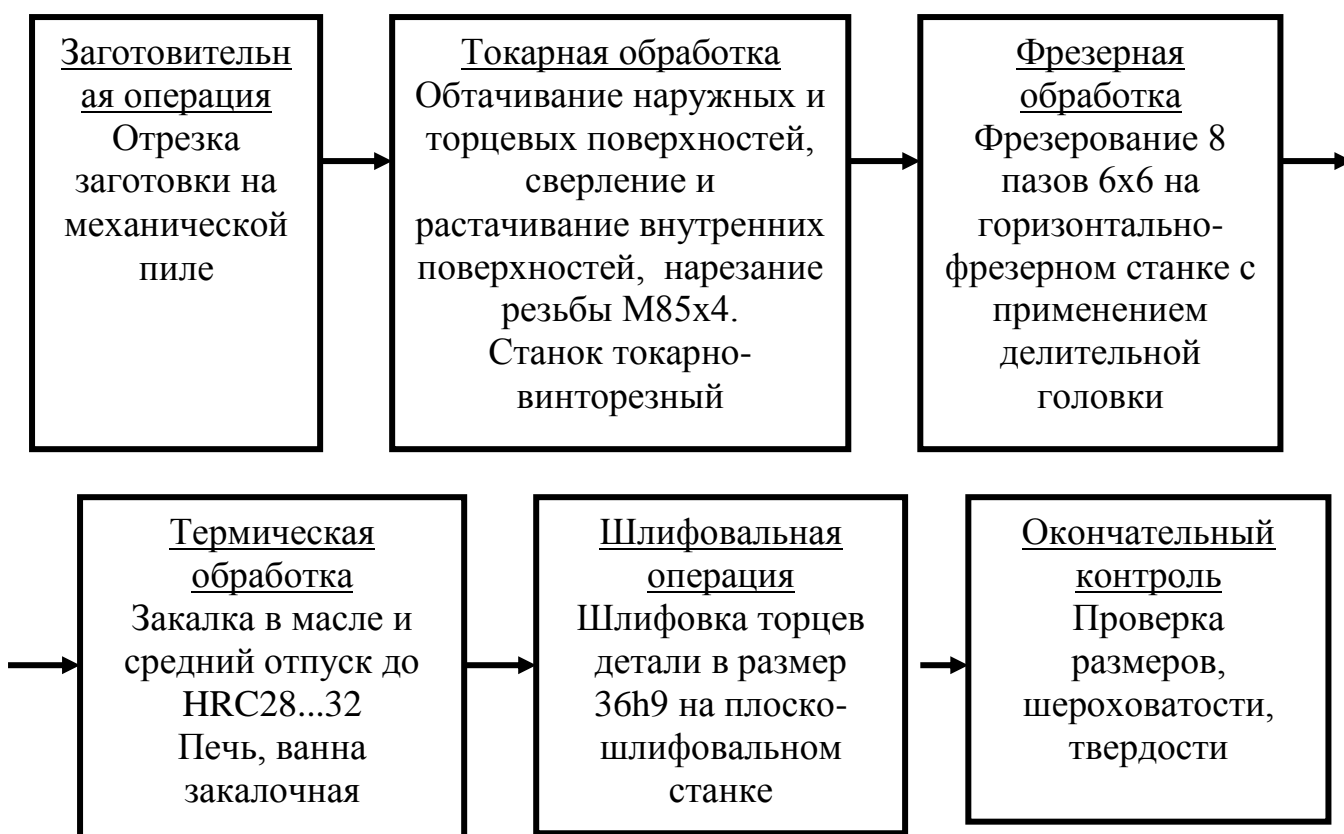 Заготовительн
ая операция
Отрезка
заготовки на
механической
пиле
Токарная обработка
Обтачивание наружных и
торцевых поверхностей,
сверление и
растачивание внутренних
поверхностей, нарезание
резьбы М85х4.
Станок токарно-
винторезный
Фрезерная
обработка
Фрезерование 8
пазов 6х6 на
горизонтально-
фрезерном станке с
применением
делительной
головки
Термическая
обработка
Закалка в масле и
средний отпуск до
HRC28...32
Печь, ванна
закалочная
Шлифовальная
операция
Шлифовка торцев
детали в размер
36h9 на плоско-
шлифовальном
станке
Окончательный
контроль
Проверка
размеров,
шероховатости,
твердости